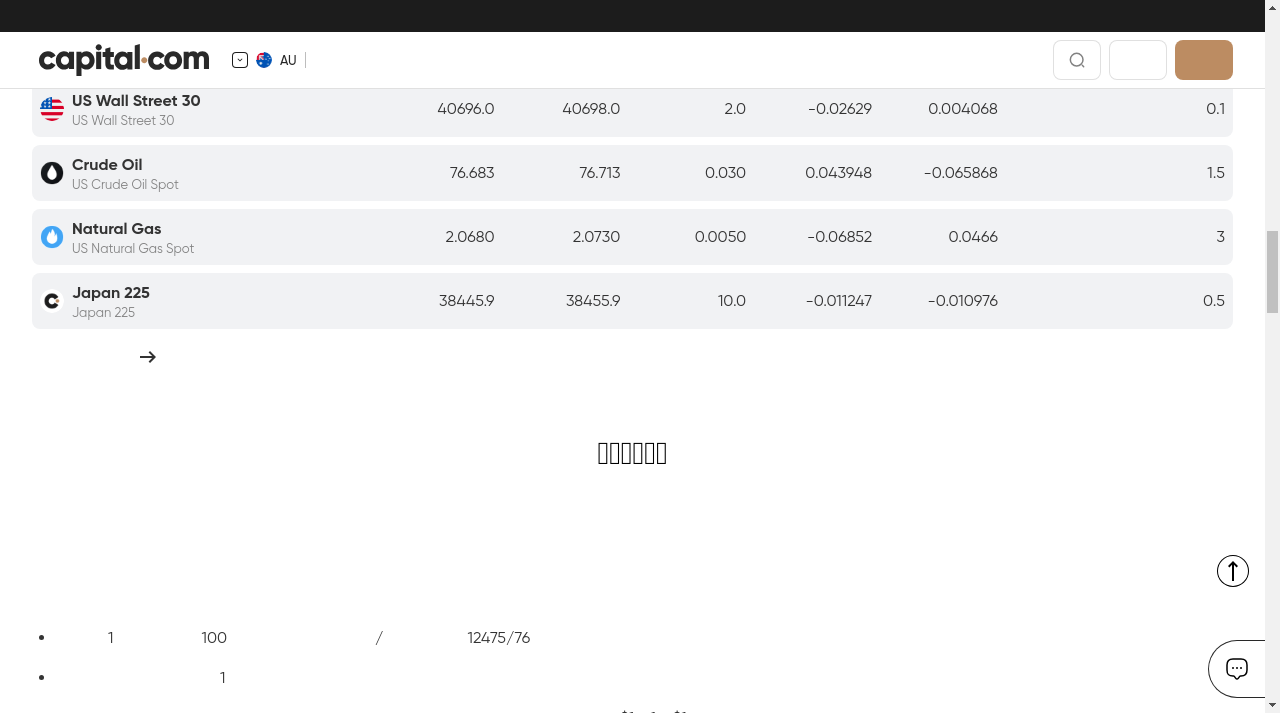 capital.com
AU
US Wall Street 30 40696.0 40698.0 2.0 -0.02629 0.004068 0.1
US Wall Street 30
Crude Oil 76.683 76.713 0.030 0.043948 -0.065868 1.5
US Crude Oil Spot
Natural Gas 2.0680 2.0730 0.0050 -0.06852 0.0466 3
US Natural Gas Spot
Japan 225 38445.9 38455.9 10.0 -0.011247 -0.010976 0.5
Japan 225
1 100 / 12475/76
1